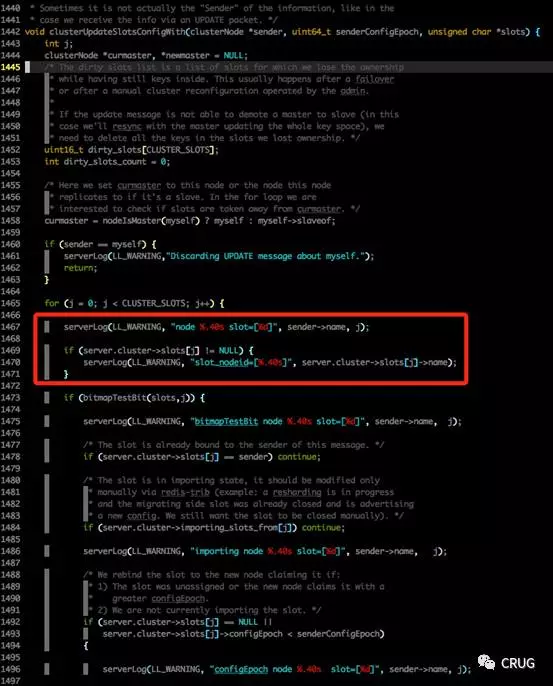 1440 * Sometimes it is not actually the "Sender" of the information, like in the
1441 * case we receive the info via an UPDATE packet. */
1442 void clusterUpdateSlotsConfigWith(clusterNode *sender, uint64_t senderConfigEpoch, unsigned char *slots) {
1443 int j;
1444 clusterNode *curmaster, *newmaster = NULL;
1445 /* The dirty slots list is a list of slots for which we lose the ownership
1446 * while having still keys inside. This usually happens after a failover
1447 * or after a manual cluster reconfiguration operated by the admin.
1448 *
1449 * If the update message is not able to demote a master to slave (in this
1450 * case we'll resync with the master updating the whole key space), we
1451 * need to delete all the keys in the slots we lost ownership. */
1452 uint16_t dirty_slots[CLUSTER_SLOTS];
1453 int dirty_slots_count = 0;
1454
1455 /* Here we set curmaster to this node or the node this node
1456 * replicates to if it's a slave. In the for loop we are
1457 * interested to check if slots are taken away from curmaster. */
1458 curmaster = nodeIsMaster(myself) ? myself : myself->slaveof;
1459
1460 if (sender == myself) {
1461 serverLog(LL_WARNING,"Discarding UPDATE message about myself.");
1462 return;
1463 }
1464
1465 for (j = 0; j < CLUSTER_SLOTS; j++) {
1466
1467 serverLog(LL_WARNING, "node %.40s slot=[%d]", sender->name, j);
1468
1469 if (server.cluster->slots[j] != NULL) {
1470 serverLog(LL_WARNING, "slot_nodeid=[%.40s]", server.cluster->slots[j]->name);
1471 }
1472
1473 if (bitmapTestBit(slots,j)) {
1474
1475 serverLog(LL_WARNING, "bitmapTestBit node %.40s slot=[%d]", sender->name, j);
1476
1477 /* The slot is already bound to the sender of this message. */
1478 if (server.cluster->slots[j] == sender) continue;
1479
1480 /* The slot is in importing state, it should be modified only
1481 * manually via redis-trib (example: a resharding is in progress
1482 * and the migrating side slot was already closed and is advertising
1483 * a new config. We still want the slot to be closed manually). */
1484 if (server.cluster->importing_slots_from[j]) continue;
1485
1486 serverLog(LL_WARNING, "importing node %.40s slot=[%d]", sender->name, j);
1487
1488 /* We rebind the slot to the new node claiming it if:
1489 * 1) The slot was unassigned or the new node claims it with a
1490 * greater configEpoch.
1491 * 2) We are not currently importing the slot. */
1492 if (server.cluster->slots[j] == NULL ||
1493 server.cluster->slots[j]->configEpoch < senderConfigEpoch)
1494 {
1495
1496 serverLog(LL_WARNING, "configEpoch node %.40s slot=[%d]", sender->name, j);
CRUG